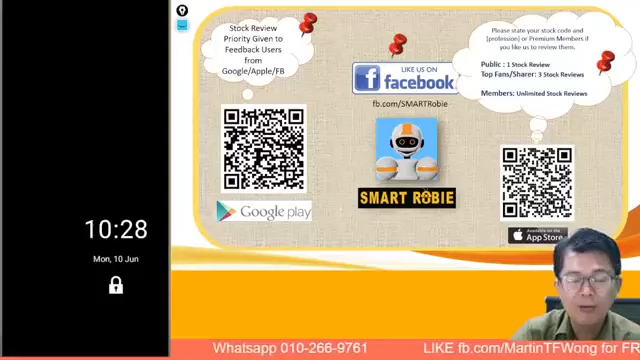 Stock Review
Priority Given to
Feedback Users
from
Google/Apple/FB
LIKE US ON
facebook
fb.com/SMARTRobie
Please state your stock code and
[profession] or Premium Members if
you like us to review them.
Public : 1 Stock Review
Top Fans/Sharer: 3 Stock Reviews
Members: Unlimited Stock Reviews
SMART ROBIE
Google play
Available on the
App Store
10:28
Mon, 10 Jun
Whatsapp 010-266-9761
LIKE fb.com/MartinTFWong for FR